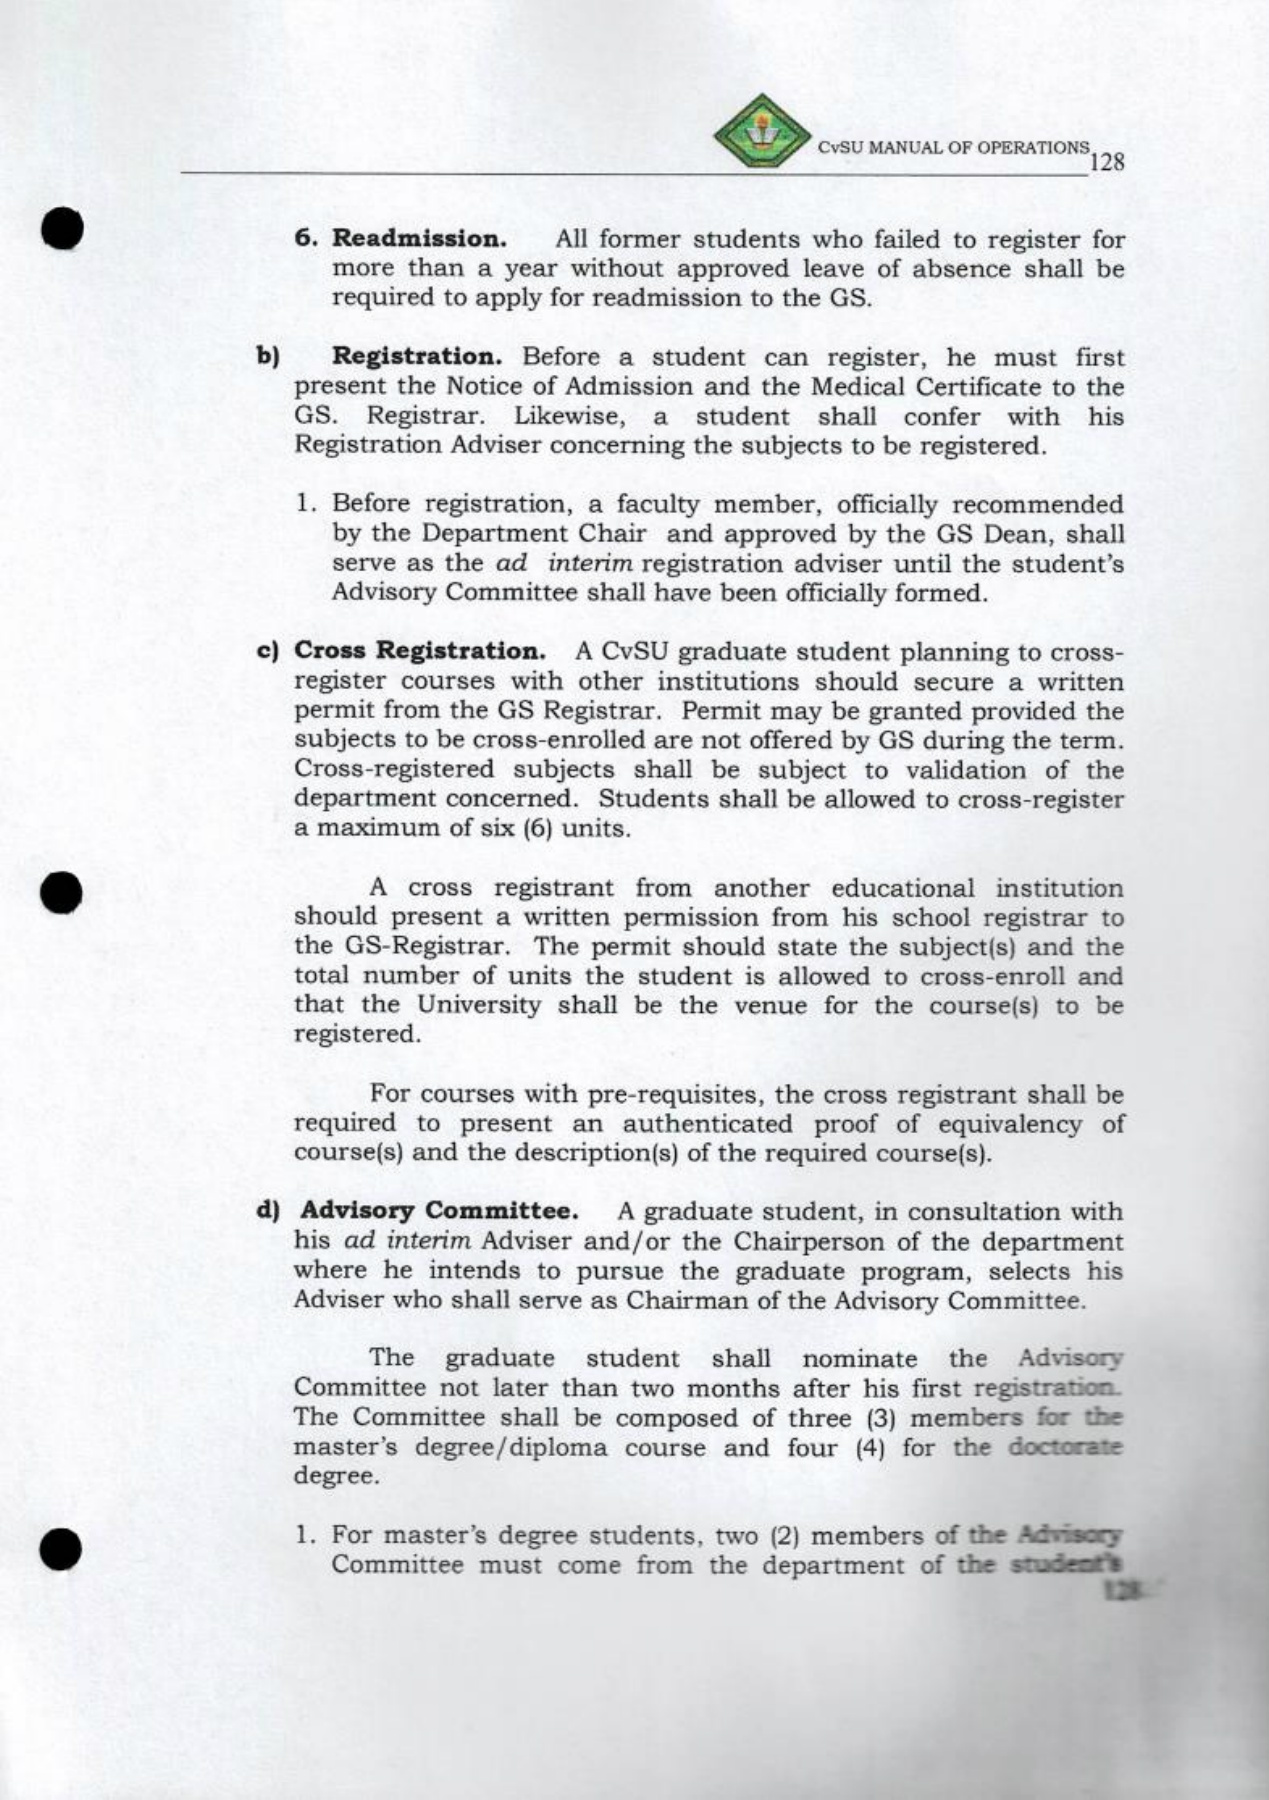 CvSU MANUAL OF OPERATIONS 128
6. Readmission. All former students who failed to register for
more than a year without approved leave of absence shall be
required to apply for readmission to the GS.
b) Registration. Before a student can register, he must first
present the Notice of Admission and the Medical Certificate to the
GS. Registrar. Likewise, a student shall confer with his
Registration Adviser concerning the subjects to be registered.
1. Before registration, a faculty member, officially recommended
by the Department Chair and approved by the GS Dean, shall
serve as the ad interim registration adviser until the student's
Advisory Committee shall have been officially formed.
c) Cross Registration. A CvSU graduate student planning to cross-
register courses with other institutions should secure a written
permit from the GS Registrar. Permit may be granted provided the
subjects to be cross-enrolled are not offered by GS during the term.
Cross-registered subjects shall be subject to validation of the
department concerned. Students shall be allowed to cross-register
a maximum of six (6) units.
A cross registrant from another educational institution
should present a written permission from his school registrar to
the GS-Registrar. The permit should state the subject(s) and the
total number of units the student is allowed to cross-enroll and
that the University shall be the venue for the course(s) to be
registered.
For courses with pre-requisites, the cross registrant shall be
required to present an authenticated proof of equivalency of
course(s) and the description(s) of the required course(s).
d) Advisory Committee. A graduate student, in consultation with
his ad interim Adviser and/or the Chairperson of the department
where he intends to pursue the graduate program, selects his
Adviser who shall serve as Chairman of the Advisory Committee.
The graduate student shall nominate the Advisory
Committee not later than two months after his first registration.
The Committee shall be composed of three (3) members for the
master's degree/diploma course and four (4) for the doctorate
degree.
1. For master's degree students, two (2) members of the Advisory
Committee must come from the department of the student's
128